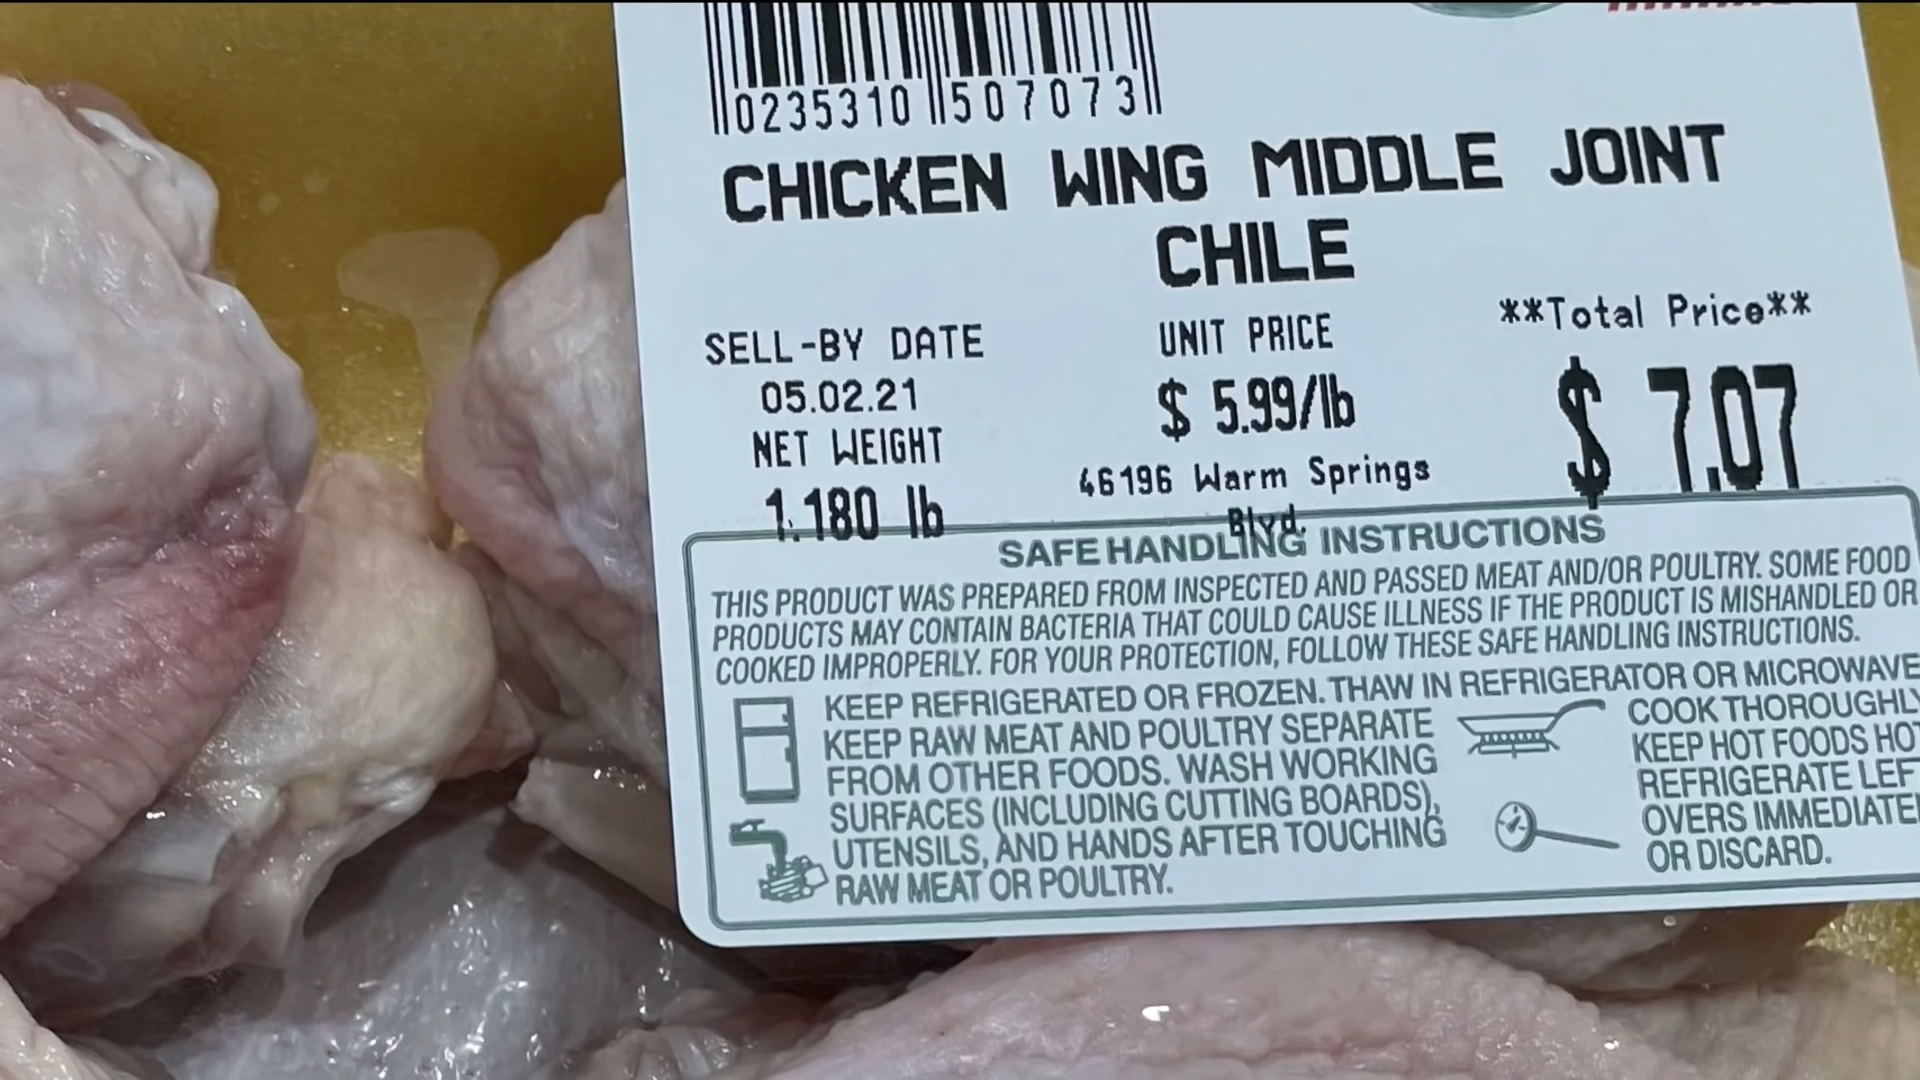 0235310 507073
CHICKEN WING MIDDLE JOINT
CHILE
SELL-BY DATE
05.02.21
NET WEIGHT
1.180 lb
UNIT PRICE
$ 5.99/lb
46196 Warm Springs
Blvd.
**Total Price**
$ 7.07
SAFE HANDLING INSTRUCTIONS
THIS PRODUCT WAS PREPARED FROM INSPECTED AND PASSED MEAT AND/OR POULTRY. SOME FOOD
PRODUCTS MAY CONTAIN BACTERIA THAT COULD CAUSE ILLNESS IF THE PRODUCT IS MISHANDLED OR
COOKED IMPROPERLY. FOR YOUR PROTECTION, FOLLOW THESE SAFE HANDLING INSTRUCTIONS.
KEEP REFRIGERATED OR FROZEN. THAW IN REFRIGERATOR OR MICROWAVE
KEEP RAW MEAT AND POULTRY SEPARATE
FROM OTHER FOODS. WASH WORKING
SURFACES (INCLUDING CUTTING BOARDS),
UTENSILS, AND HANDS AFTER TOUCHING
RAW MEAT OR POULTRY.
COOK THOROUGHLY
KEEP HOT FOODS HOT
REFRIGERATE LEFT
OVERS IMMEDIATEL
OR DISCARD.